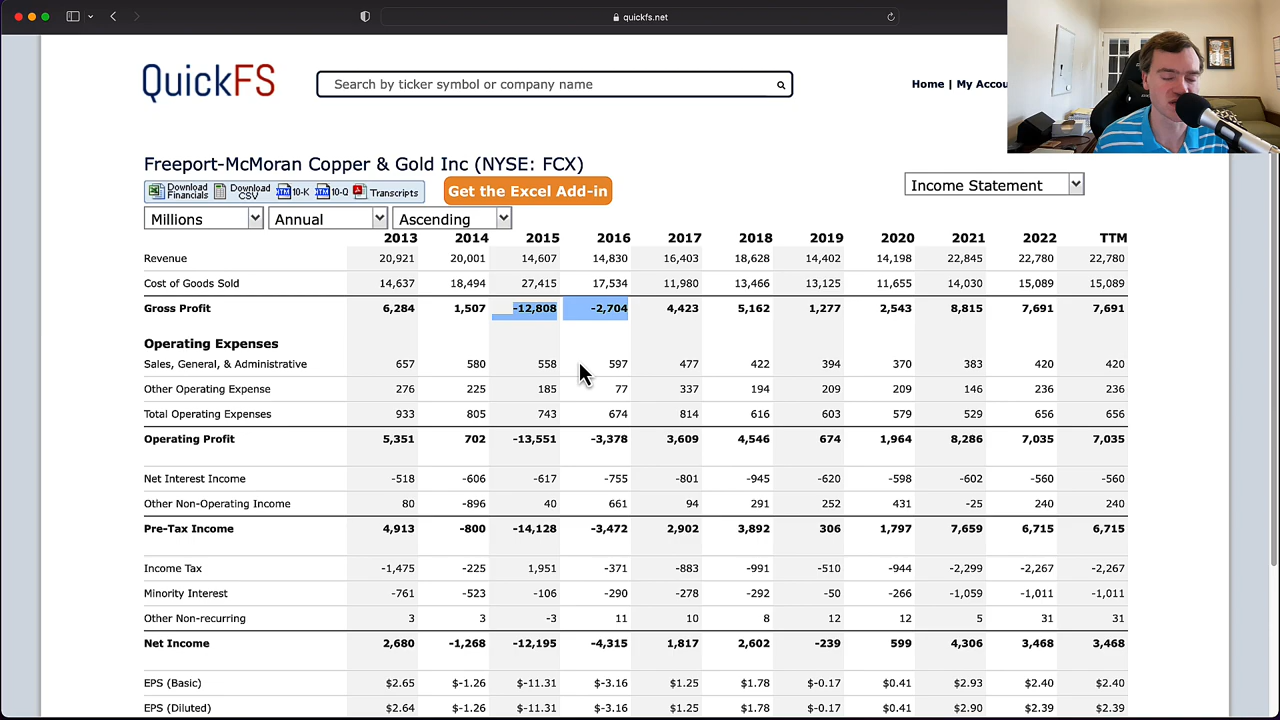 quickfs.net
QuickFS
Search by ticker symbol or company name
Home | My Accou
Freeport-McMoran Copper & Gold Inc (NYSE: FCX)
Download Financials Download CSV 10-K 10-Q Transcripts Get the Excel Add-in
Income Statement
Millions Annual Ascending
2013 2014 2015 2016 2017 2018 2019 2020 2021 2022 TTM
Revenue 20,921 20,001 14,607 14,830 16,403 18,628 14,402 14,198 22,845 22,780 22,780
Cost of Goods Sold 14,637 18,494 27,415 17,534 11,980 13,466 13,125 11,655 14,030 15,089 15,089
Gross Profit 6,284 1,507 -12,808 -2,704 4,423 5,162 1,277 2,543 8,815 7,691 7,691
Operating Expenses
Sales, General, & Administrative 657 580 558 597 477 422 394 370 383 420 420
Other Operating Expense 276 225 185 77 337 194 209 209 146 236 236
Total Operating Expenses 933 805 743 674 814 616 603 579 529 656 656
Operating Profit 5,351 702 -13,551 -3,378 3,609 4,546 674 1,964 8,286 7,035 7,035
Net Interest Income -518 -606 -617 -755 -801 -945 -620 -598 -602 -560 -560
Other Non-Operating Income 80 -896 40 661 94 291 252 431 -25 240 240
Pre-Tax Income 4,913 -800 -14,128 -3,472 2,902 3,892 306 1,797 7,659 6,715 6,715
Income Tax -1,475 -225 1,951 -371 -883 -991 -510 -944 -2,299 -2,267 -2,267
Minority Interest -761 -523 -106 -290 -278 -292 -50 -266 -1,059 -1,011 -1,011
Other Non-recurring 3 3 -3 11 10 8 12 12 5 31 31
Net Income 2,680 -1,268 -12,195 -4,315 1,817 2,602 -239 599 4,306 3,468 3,468
EPS (Basic) $2.65 $-1.26 $-11.31 $-3.16 $1.25 $1.78 $-0.17 $0.41 $2.93 $2.40 $2.40
EPS (Diluted) $2.64 $-1.26 $-11.31 $-3.16 $1.25 $1.78 $-0.17 $0.41 $2.90 $2.39 $2.39